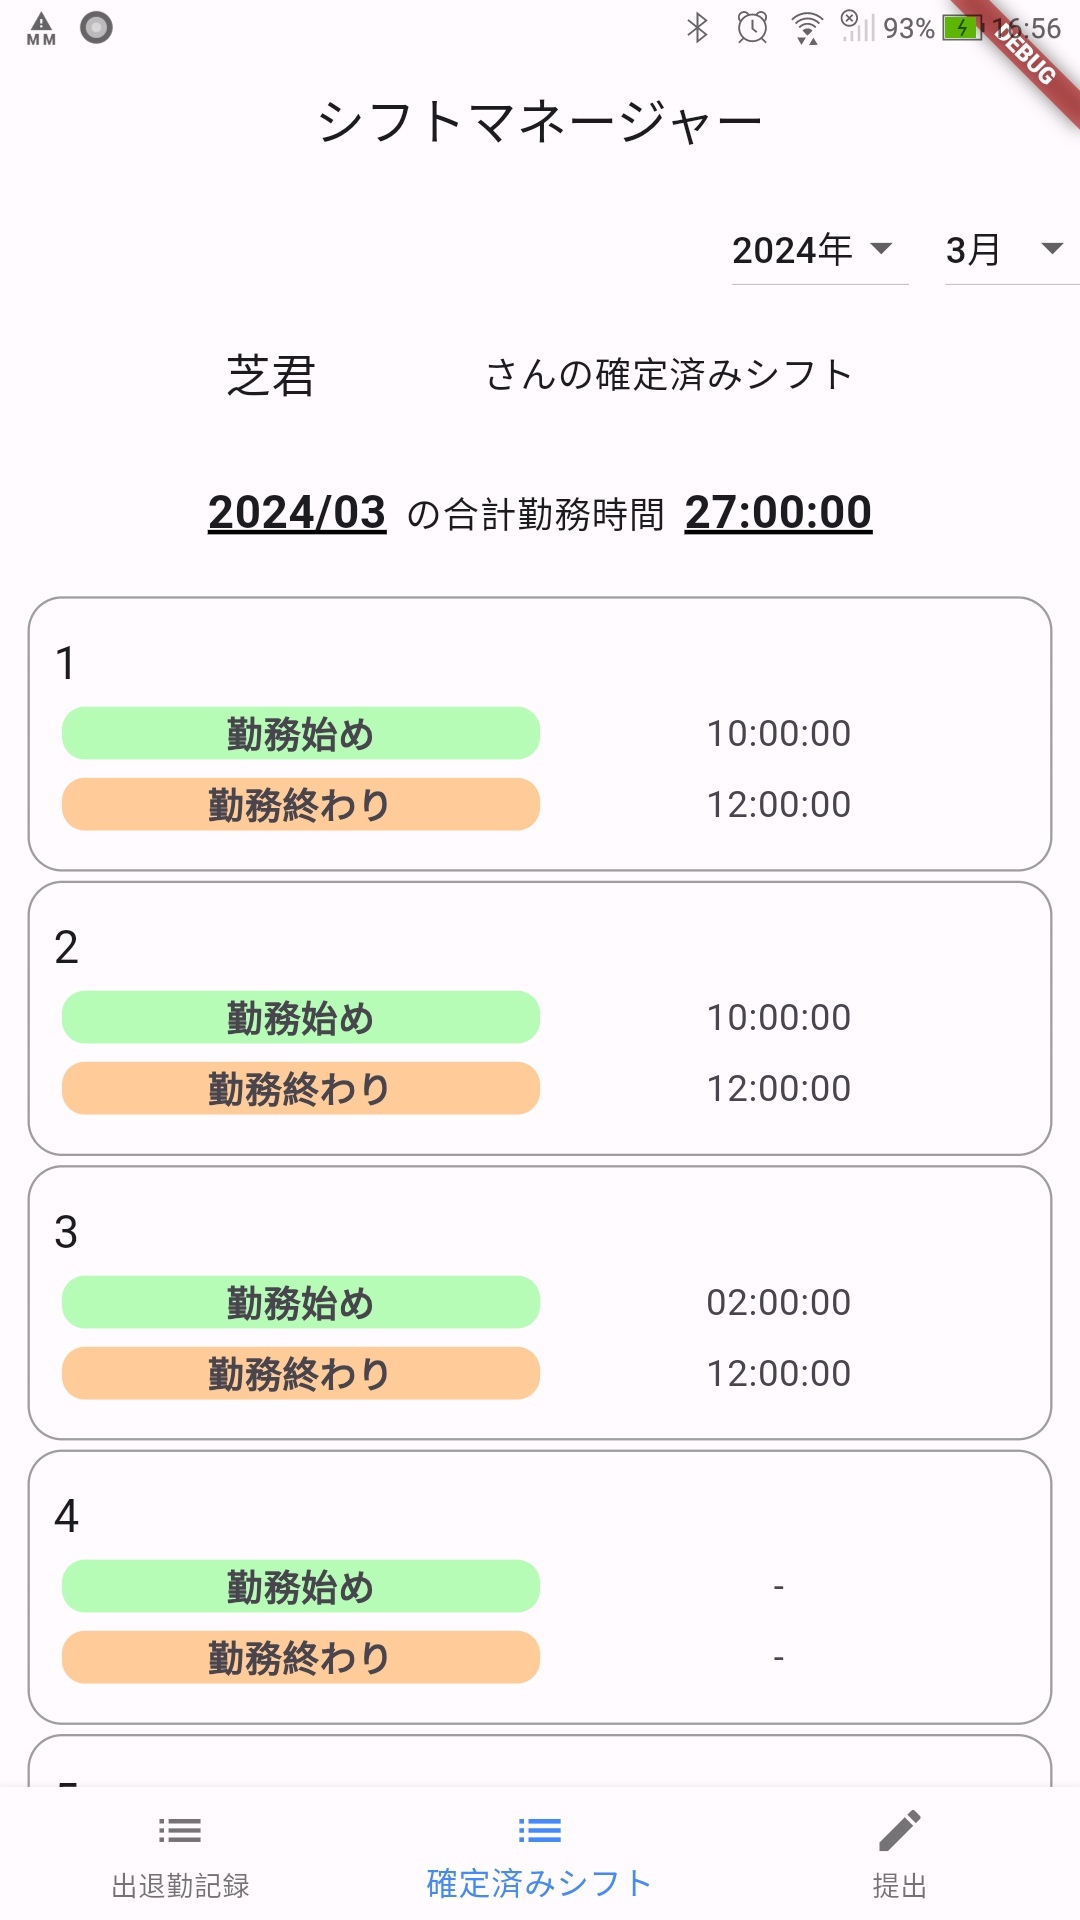 MM 93% 16:56
DEBUG
シフトマネージャー
2024年 3月
芝君 さんの確定済みシフト
2024/03 の合計勤務時間 27:00:00
1
勤務始め 10:00:00
勤務終わり 12:00:00
2
勤務始め 10:00:00
勤務終わり 12:00:00
3
勤務始め 02:00:00
勤務終わり 12:00:00
4
勤務始め -
勤務終わり -
出退勤記録 確定済みシフト 提出